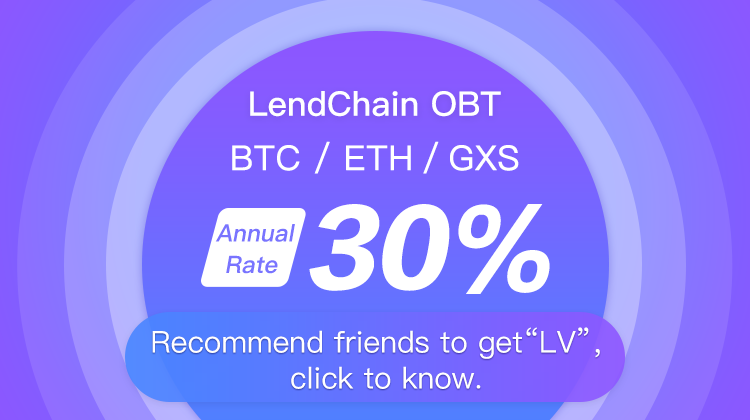 LendChain OBT
BTC / ETH / GXS
Annual
Rate
30%
Recommend friends to get“LV”,
click to know.